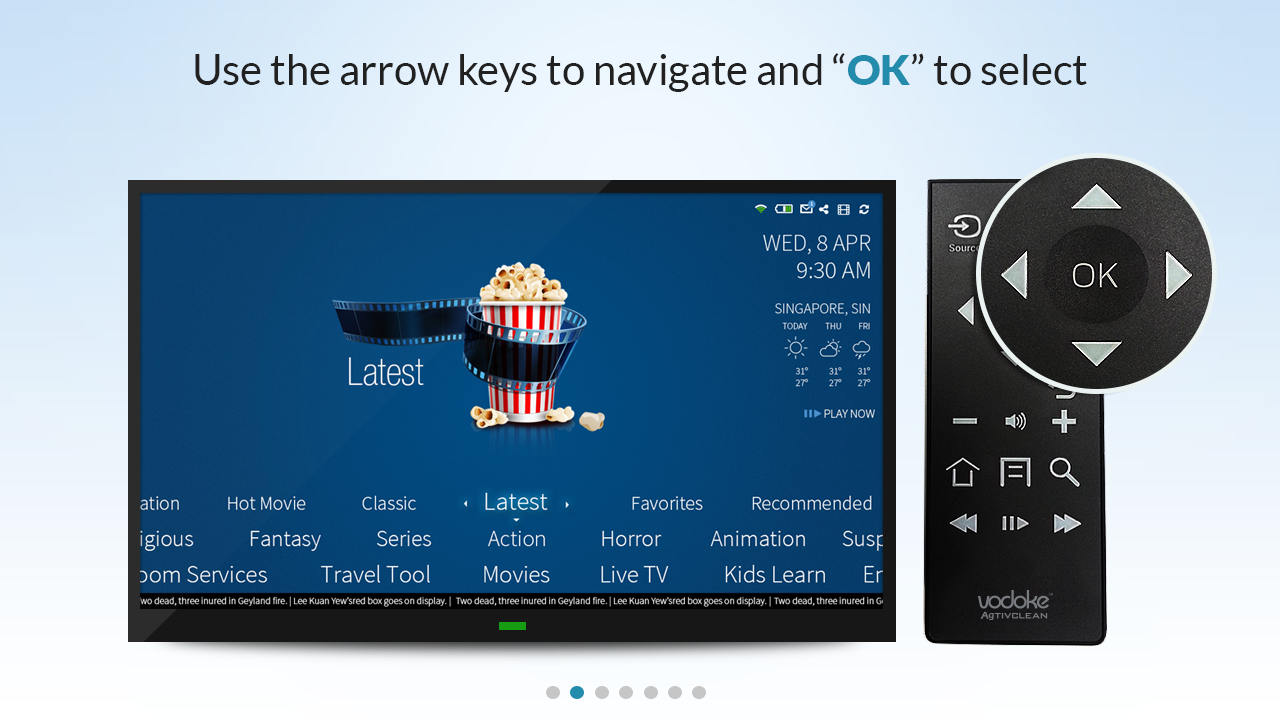 Use the arrow keys to navigate and “OK” to select
WED, 8 APR
9:30 AM
SINGAPORE, SIN
TODAY THU FRI
31° 31° 31°
27° 27° 27°
PLAY NOW
Latest
ation Hot Movie Classic Latest Favorites Recommended
igious Fantasy Series Action Horror Animation Susp
oom Services Travel Tool Movies Live TV Kids Learn En
wo dead, three inured in Geyland fire. | Lee Kuan Yew'sred box goes on display. | Two dead, three inured in Geyland fire. | Lee Kuan Yew'sred box goes on display. | Two dead, three inured in G
Source
OK
vodoke
AGTIVCLEAN